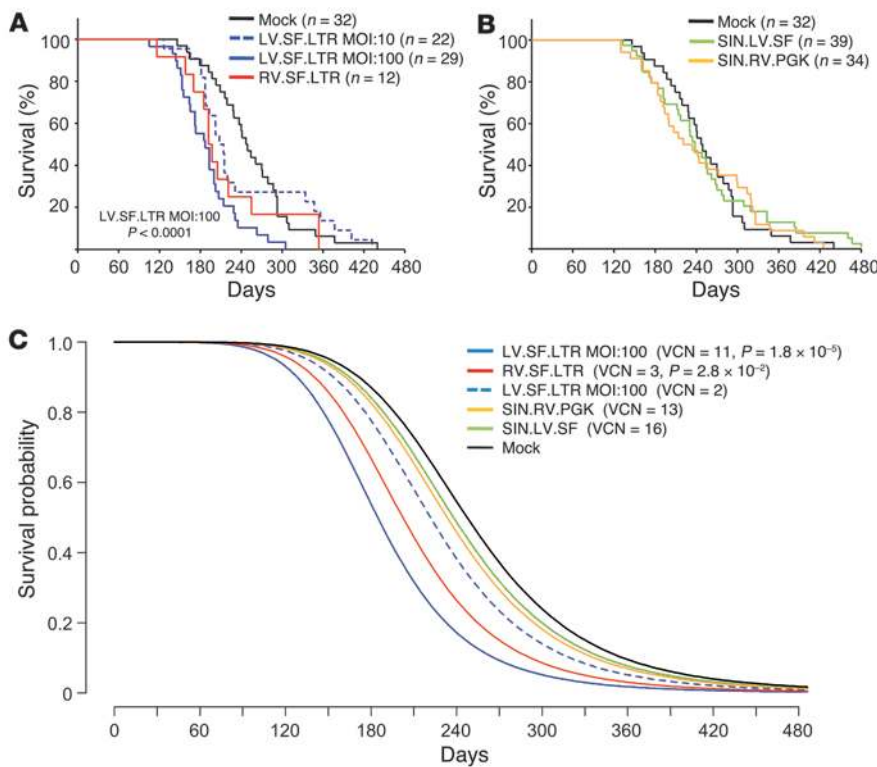 A
Mock (n = 32)
LV.SF.LTR MOI:10 (n = 22)
LV.SF.LTR MOI:100 (n = 29)
RV.SF.LTR (n = 12)
Survival (%)
100
80
60
40
20
LV.SF.LTR MOI:100
P < 0.0001
0 60 120 180 240 300 360 420 480
Days
B
Mock (n = 32)
SIN.LV.SF (n = 39)
SIN.RV.PGK (n = 34)
Survival (%)
100
80
60
40
20
0 60 120 180 240 300 360 420 480
Days
C
LV.SF.LTR MOI:100 (VCN = 11, P = 1.8 × 10⁻⁵)
RV.SF.LTR (VCN = 3, P = 2.8 × 10⁻²)
LV.SF.LTR MOI:100 (VCN = 2)
SIN.RV.PGK (VCN = 13)
SIN.LV.SF (VCN = 16)
Mock
Survival probability
1.0
0.8
0.6
0.4
0.2
0
0 60 120 180 240 300 360 420 480
Days